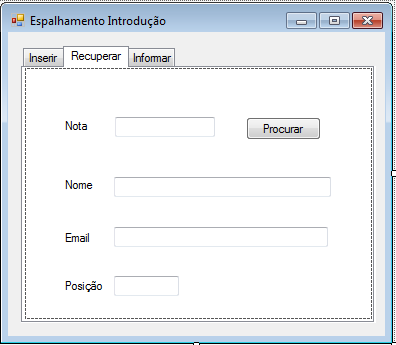 Espalhamento Introdução
Inserir Recuperar Informar
Nota Procurar
Nome
Email
Posição